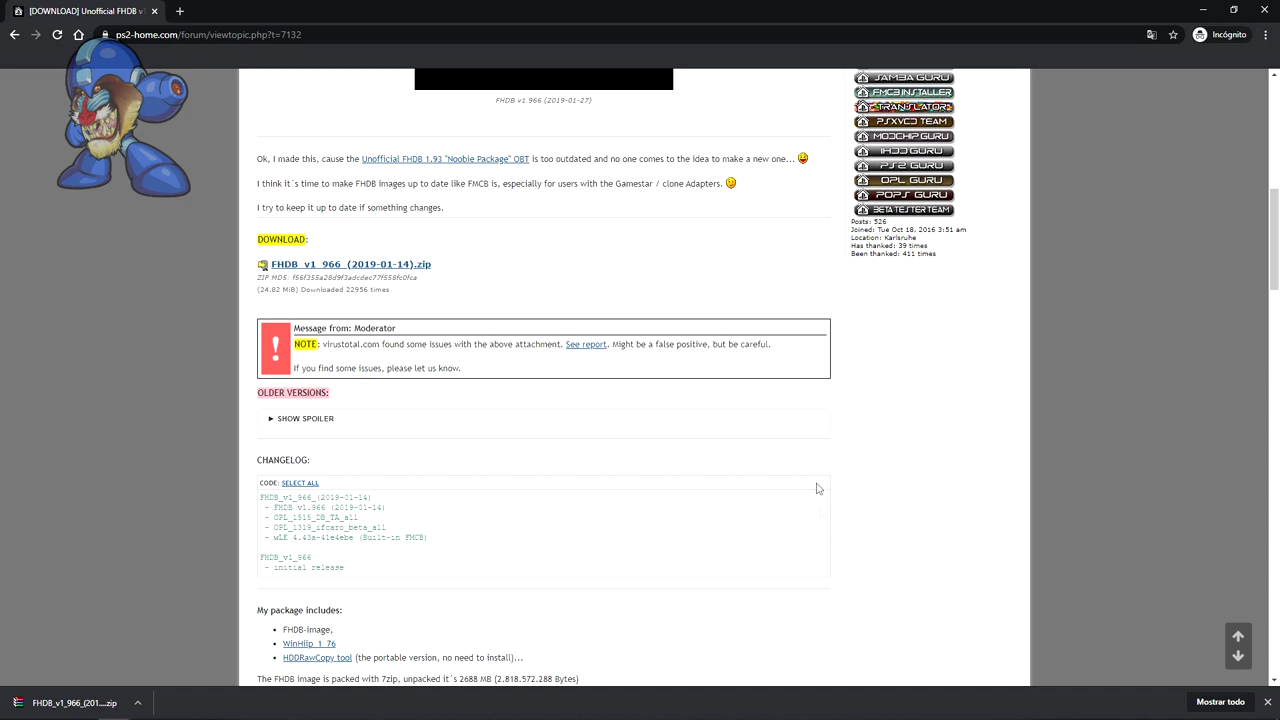 [DOWNLOAD] Unofficial FHDB v1
ps2-home.com/forum/viewtopic.php?t=7132
Incógnito
FHDB v1.966 (2019-01-27)
SAMBA GURU
FMCB INSTALLER
TRANSLATOR
PSXVCD TEAM
MODCHIP GURU
IHDD GURU
PS2 GURU
OPL GURU
POPS GURU
BETA TESTER TEAM
Posts: 526
Joined: Tue Oct 18, 2016 3:51 am
Location: Karlsruhe
Has thanked: 39 times
Been thanked: 411 times
Ok, I made this, cause the Unofficial FHDB 1.93 "Noobie Package" OBT is too outdated and no one comes to the idea to make a new one...
I think it´s time to make FHDB images up to date like FMCB is, especially for users with the Gamestar / clone Adapters.
I try to keep it up to date if something changes.
DOWNLOAD:
FHDB_v1_966_(2019-01-14).zip
ZIP MD5: f56f355a28d9f3adcdec77f558fc0fca
(24.82 MiB) Downloaded 22956 times
Message from: Moderator
NOTE: virustotal.com found some issues with the above attachment. See report. Might be a false positive, but be careful.
If you find some issues, please let us know.
OLDER VERSIONS:
► SHOW SPOILER
CHANGELOG:
CODE: SELECT ALL
FHDB_v1_966_(2019-01-14)
- FHDB v1.966 (2019-01-14)
- OPL_1515_DB_TA_all
- OPL_1319_ifcaro_beta_all
- wLE 4.43a-41e4ebe (Built-in FMCB)
FHDB_v1_966
- initial release
My package includes:
• FHDB-image,
• WinHiip_1_76
• HDDRawCopy tool (the portable version, no need to install)...
The FHDB image is packed with 7zip, unpacked it´s 2688 MB (2.818.572.288 Bytes)
FHDB_v1_966_(201....zip
Mostrar todo